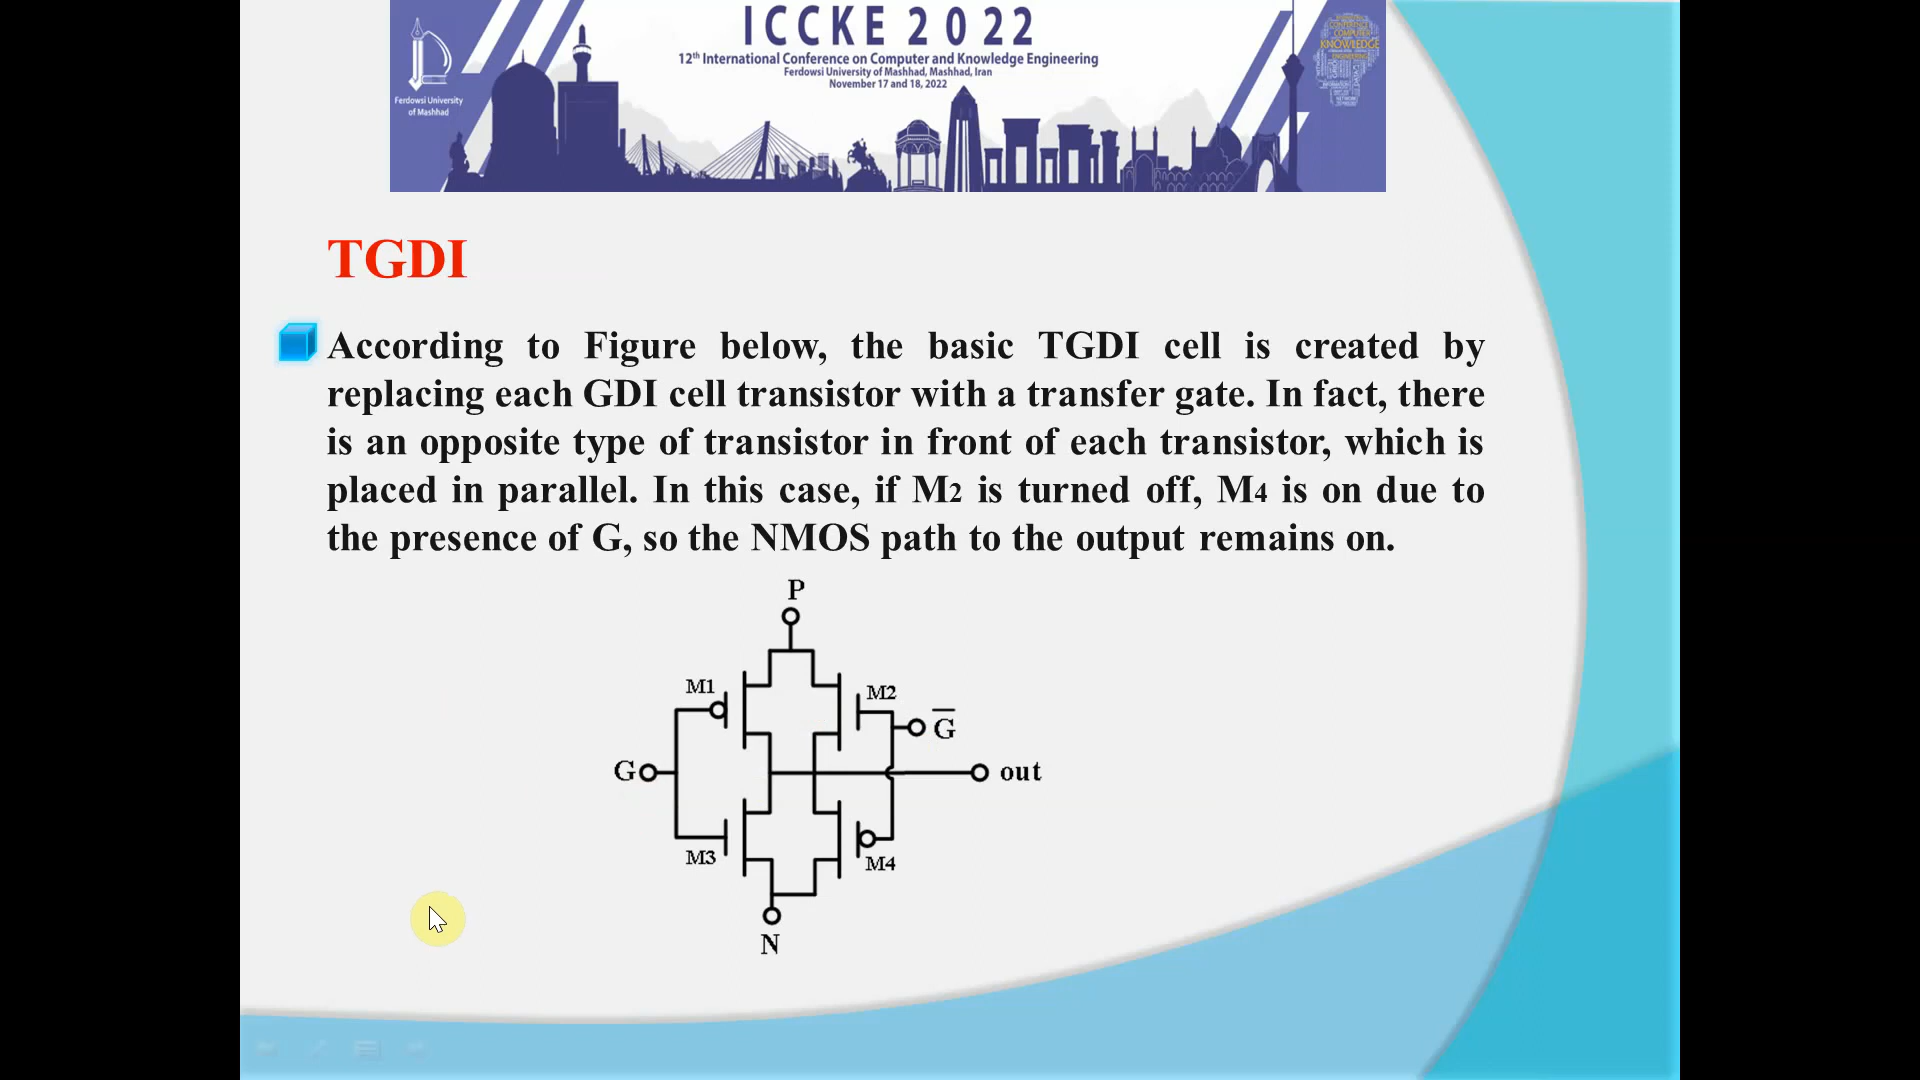 ICCKE 2022
12th International Conference on Computer and Knowledge Engineering
Ferdowsi University of Mashhad, Mashhad, Iran
November 17 and 18, 2022
Ferdowsi University
of Mashhad
COMPUTER
KNOWLEDGE
ENGINEERING
TGDI
According to Figure below, the basic TGDI cell is created by
replacing each GDI cell transistor with a transfer gate. In fact, there
is an opposite type of transistor in front of each transistor, which is
placed in parallel. In this case, if M2 is turned off, M4 is on due to
the presence of G, so the NMOS path to the output remains on.
P
M1
M2
G̅
G
out
M3
M4
N